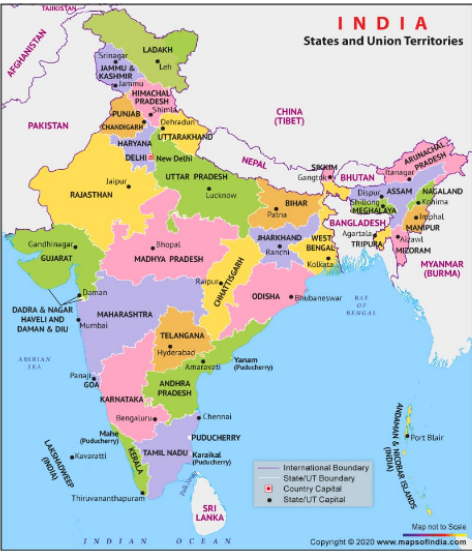 INDIA
States and Union Territories
TAJIKISTAN
AFGHANISTAN
PAKISTAN
CHINA
(TIBET)
LADAKH
Leh
Srinagar
JAMMU &
KASHMIR
Jammu
HIMACHAL
PRADESH
Shimla
PUNJAB
CHANDIGARH
Dehradun
UTTARAKHAND
HARYANA
DELHI
New Delhi
NEPAL
SIKKIM
Gangtok
BHUTAN
ARUNACHAL
PRADESH
Itanagar
Dispur
ASSAM
NAGALAND
Kohima
Shillong
MEGHALAYA
Imphal
MANIPUR
BANGLADESH
Agartala
TRIPURA
Aizawl
MIZORAM
MYANMAR
(BURMA)
RAJASTHAN
Jaipur
UTTAR PRADESH
Lucknow
BIHAR
Patna
JHARKHAND
Ranchi
WEST
BENGAL
Kolkata
Gandhinagar
GUJARAT
Bhopal
MADHYA PRADESH
CHHATTISGARH
Raipur
ODISHA
Bhubaneswar
BAY
OF
BENGAL
Daman
DADRA & NAGAR
HAVELI AND
DAMAN & DIU
Mumbai
MAHARASHTRA
TELANGANA
Hyderabad
Amaravati
Yanam
(Puducherry)
ANDHRA
PRADESH
ARABIAN
SEA
Panaji
GOA
KARNATAKA
Bengaluru
Chennai
Mahe
(Puducherry)
PUDUCHERRY
Karaikal
(Puducherry)
TAMIL NADU
KERALA
LAKSHADWEEP
(INDIA)
Kavaratti
Thiruvananthapuram
SRI
LANKA
ANDAMAN & NICOBAR ISLANDS
(INDIA)
Port Blair
International Boundary
State/UT Boundary
Country Capital
State/UT Capital
INDIAN OCEAN
Map not to Scale
Copyright © 2020 www.mapsofindia.com